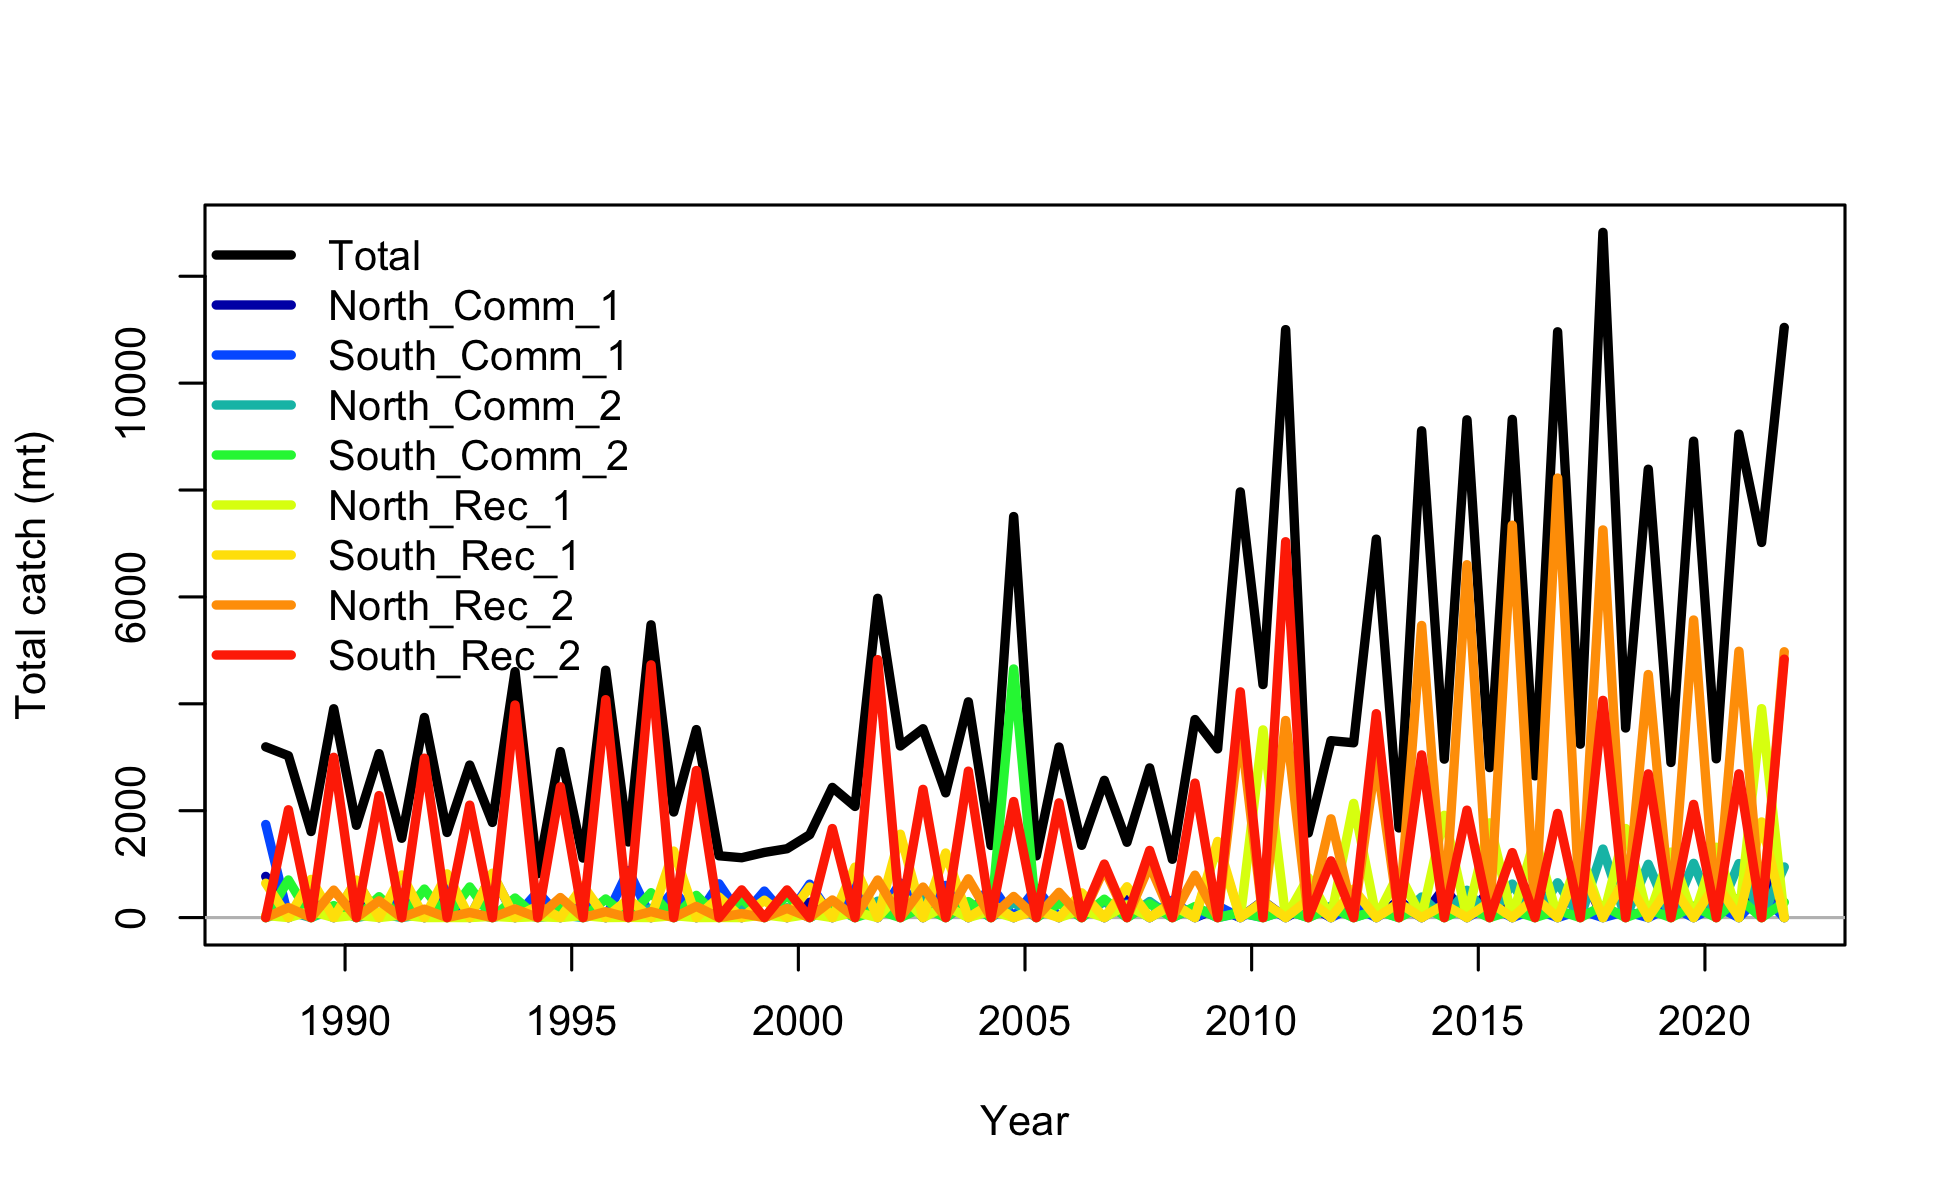 Total
North_Comm_1
South_Comm_1
North_Comm_2
South_Comm_2
North_Rec_1
South_Rec_1
North_Rec_2
South_Rec_2
Total catch (mt)
10000
6000
2000
0
1990 1995 2000 2005 2010 2015 2020
Year